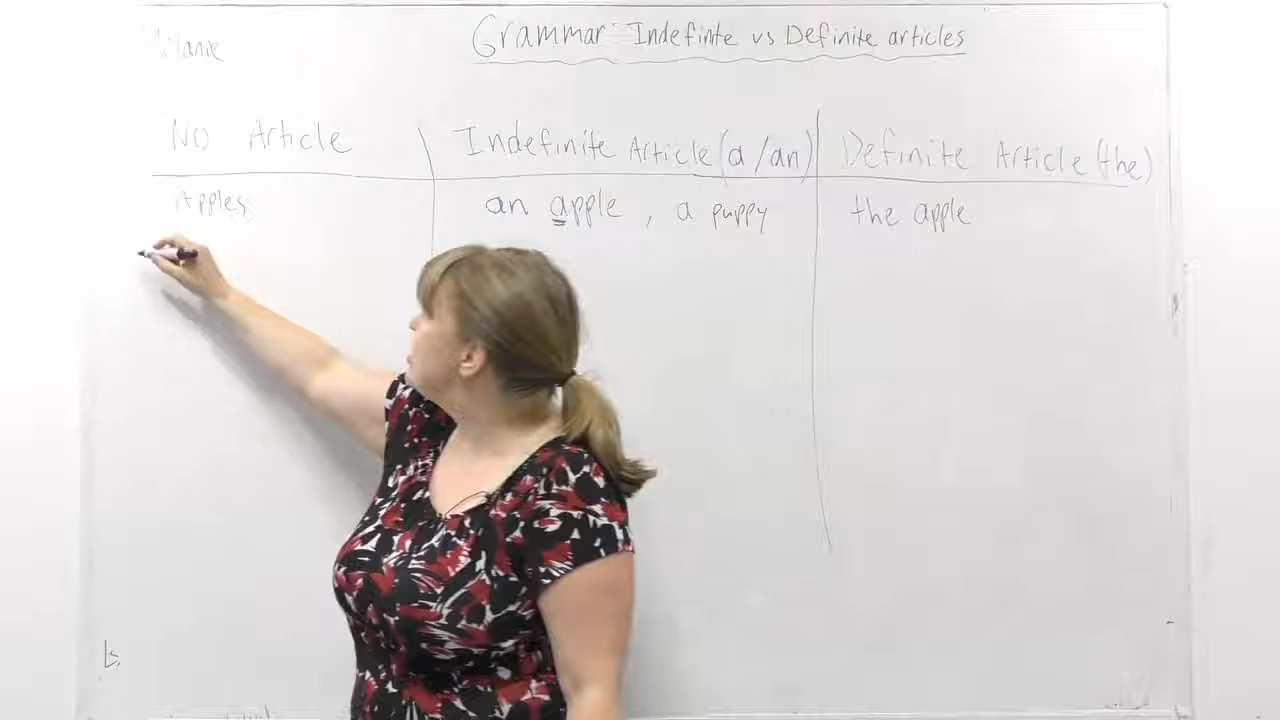 Melanie
Grammar: Indefinite vs Definite articles
No Article
Indefinite Article (a/an)
Definite Article (the)
Apples
an apple, a puppy
the apple